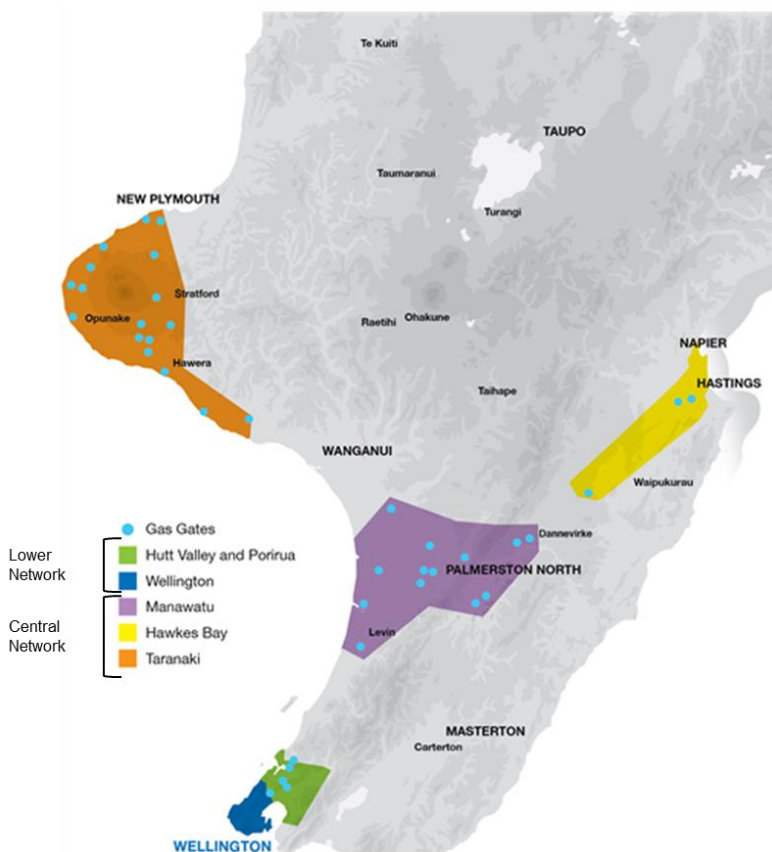 Te Kuiti
TAUPO
Taumaranui
NEW PLYMOUTH
Turangi
Stratford
Opunake
Raetihi
Ohakune
NAPIER
Hawera
HASTINGS
Taihape
WANGANUI
Waipukurau
Gas Gates
Dannevirke
Lower
Network
Hutt Valley and Porirua
Wellington
PALMERSTON NORTH
Central
Network
Manawatu
Hawkes Bay
Taranaki
Levin
MASTERTON
Carterton
WELLINGTON